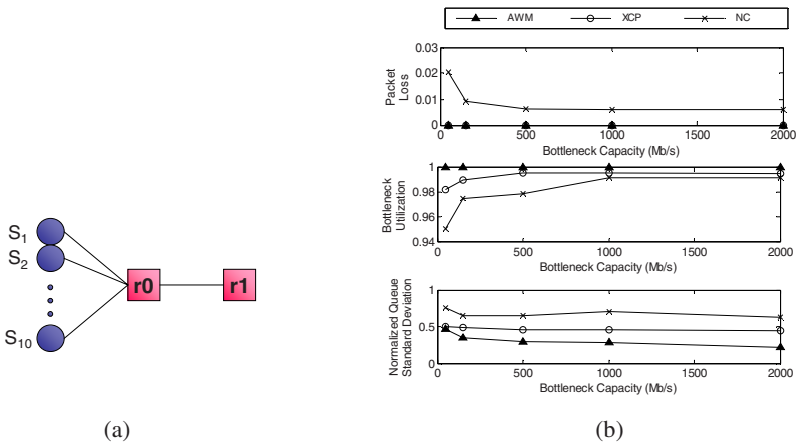 S1
S2
S10
r0
r1
(a)
AWM XCP NC
Packet
Loss
0.03
0.02
0.01
0
0 500 1000 1500 2000
Bottleneck Capacity (Mb/s)
Bottleneck
Utilization
1
0.98
0.96
0.94
0 500 1000 1500 2000
Bottleneck Capacity (Mb/s)
Normalized Queue
Standard Deviation
1
0.5
0
0 500 1000 1500 2000
Bottleneck Capacity (Mb/s)
(b)